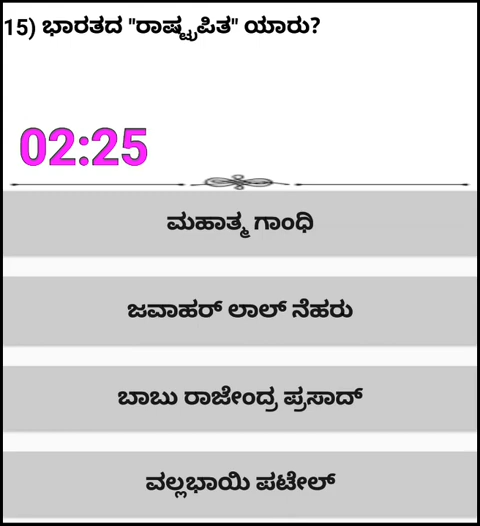 15) ಭಾರತದ "ರಾಷ್ಟ್ರಪಿತ" ಯಾರು?
02:25
ಮಹಾತ್ಮ ಗಾಂಧಿ
ಜವಾಹರ್ ಲಾಲ್ ನೆಹರು
ಬಾಬು ರಾಜೇಂದ್ರ ಪ್ರಸಾದ್
ವಲ್ಲಭಾಯಿ ಪಟೇಲ್